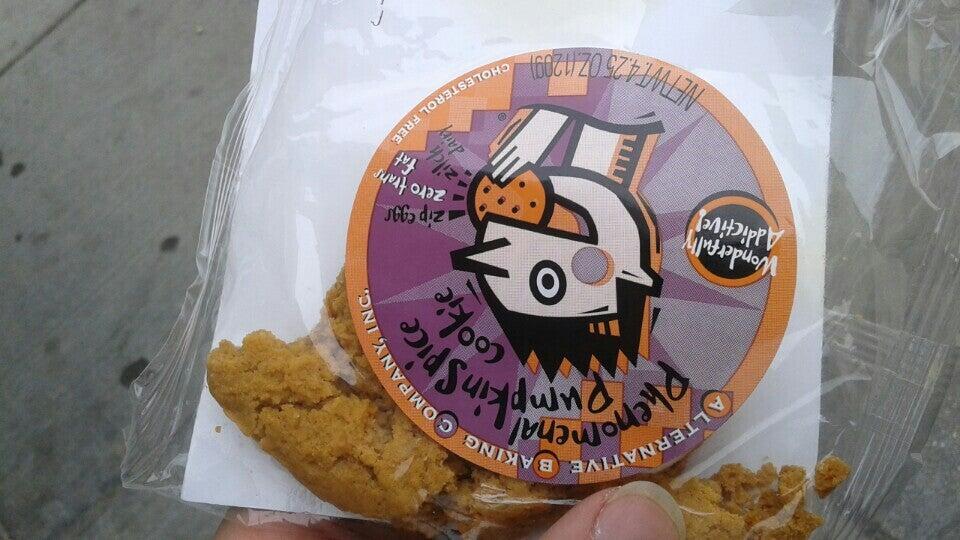 ALTERNATIVE BAKING COMPANY, INC.
Phenomenal
Pumpkin Spice
Cookie
Wonderfully
Addictive!
zip eggs
zero trans
fat
zilch
dairy
CHOLESTEROL FREE
NET WT. 4.25 OZ. (120g)
®